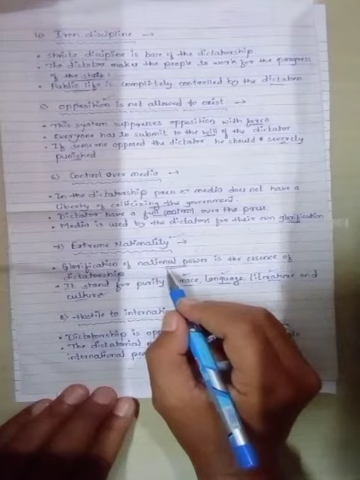 Iron discipline →
• Stricte discipline is base of the dictatorship
• The dictator makes the people to work for the progress
of the state.
• Public life is completely controlled by the dictator
opposition is not allowed to exist →
• This system suppresses opposition with force
• Everyone has to submit to the will of the dictator
• If someone opposed the dictator he should severely
punished
6) Control over media →
• In the dictatorship press or media does not have a
liberty of criticizing the government.
• Dictator have a full control over the press
• Media is used by the dictators for their own glorification
7) Extreme Nationality →
• Glorification of national power is the essence of
dictatorship
• It stand for purity race, language, literature and
culture
8) Hostile to internation
• Dictatorship is opp
• The dictatorial p
international pe